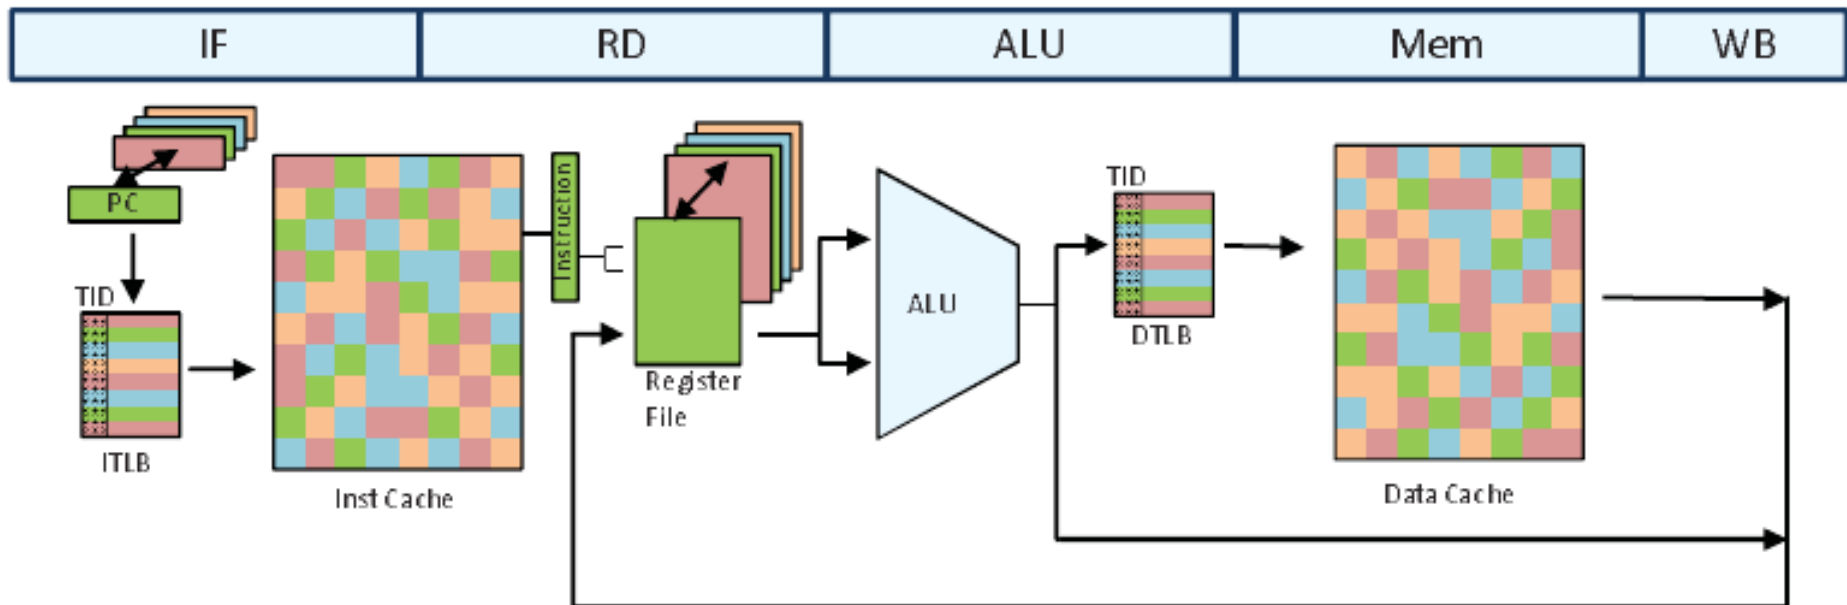 IF
RD
ALU
Mem
WB
PC
Instruction
TID
ALU
TID
ITLB
Inst Cache
Register
File
DTLB
Data Cache